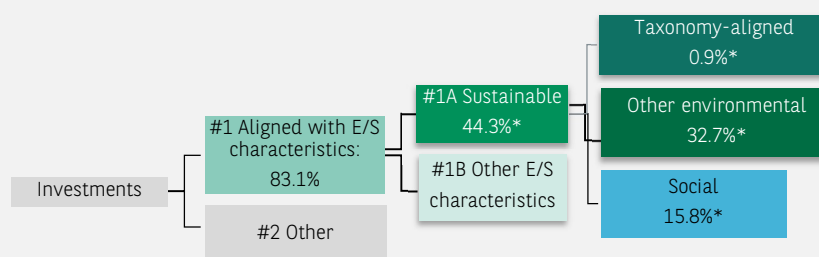 Investments
#1 Aligned with E/S
characteristics:
83.1%
#2 Other
#1A Sustainable
44.3%*
#1B Other E/S
characteristics
Taxonomy-aligned
0.9%*
Other environmental
32.7%*
Social
15.8%*